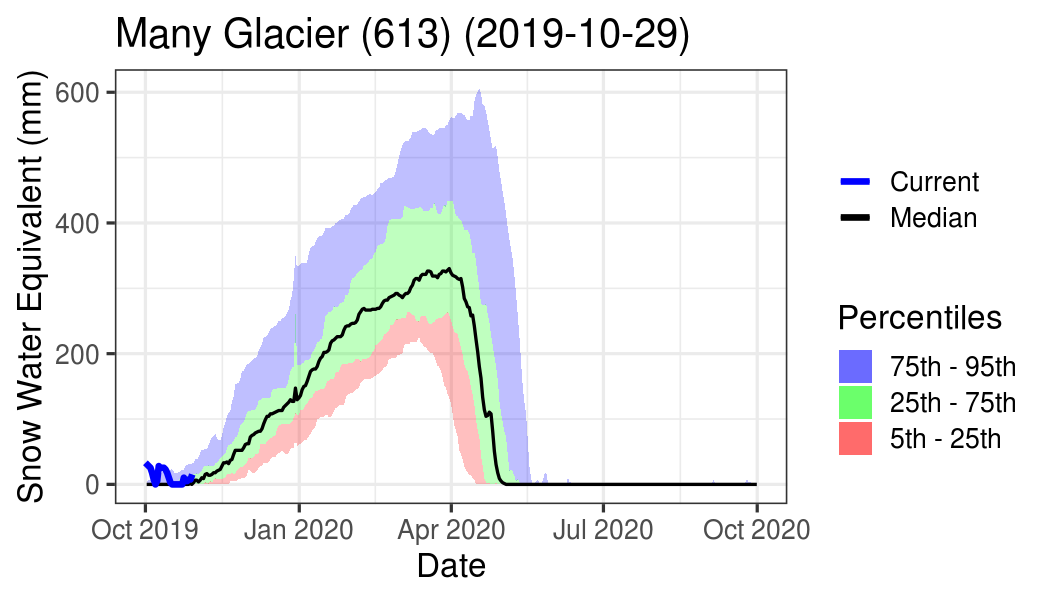 Many Glacier (613) (2019-10-29)
Snow Water Equivalent (mm)
600
400
200
0
Oct 2019
Jan 2020
Apr 2020
Jul 2020
Oct 2020
Date
Current
Median
Percentiles
75th - 95th
25th - 75th
5th - 25th